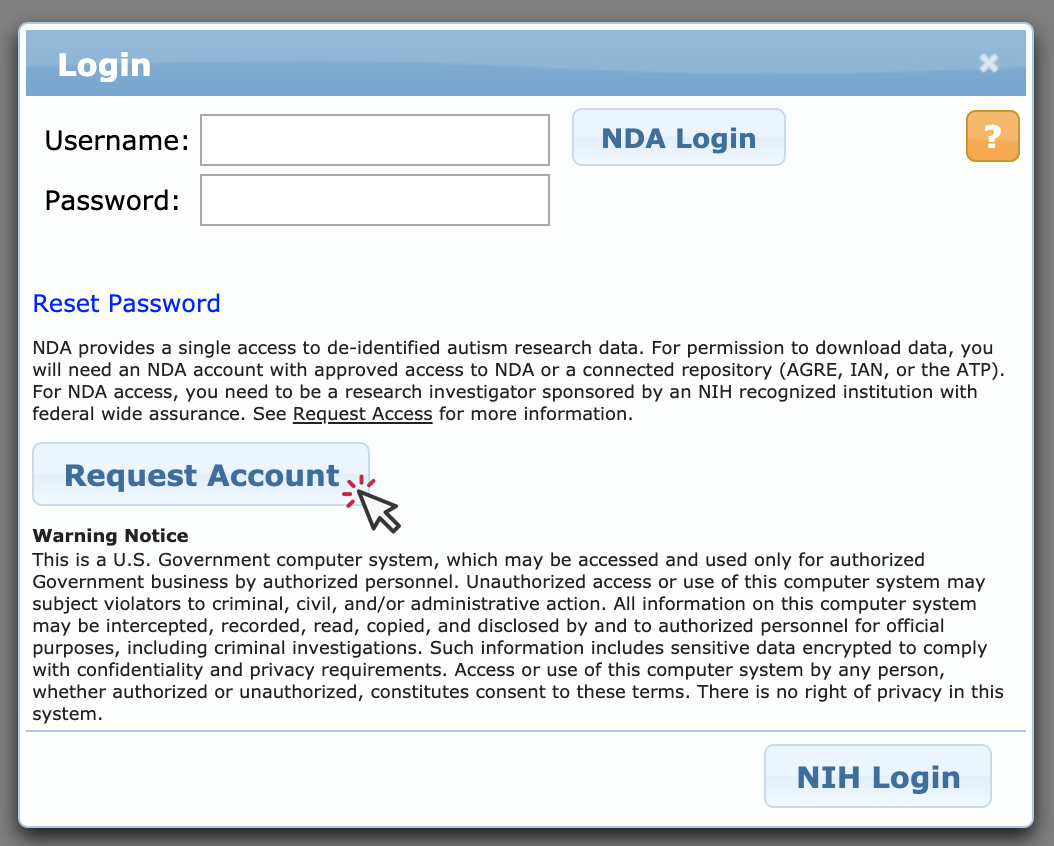 Login
Username:
NDA Login
?
Password:
Reset Password
NDA provides a single access to de-identified autism research data. For permission to download data, you
will need an NDA account with approved access to NDA or a connected repository (AGRE, IAN, or the ATP).
For NDA access, you need to be a research investigator sponsored by an NIH recognized institution with
federal wide assurance. See Request Access for more information.
Request Account
Warning Notice
This is a U.S. Government computer system, which may be accessed and used only for authorized
Government business by authorized personnel. Unauthorized access or use of this computer system may
subject violators to criminal, civil, and/or administrative action. All information on this computer system
may be intercepted, recorded, read, copied, and disclosed by and to authorized personnel for official
purposes, including criminal investigations. Such information includes sensitive data encrypted to comply
with confidentiality and privacy requirements. Access or use of this computer system by any person,
whether authorized or unauthorized, constitutes consent to these terms. There is no right of privacy in this
system.
NIH Login